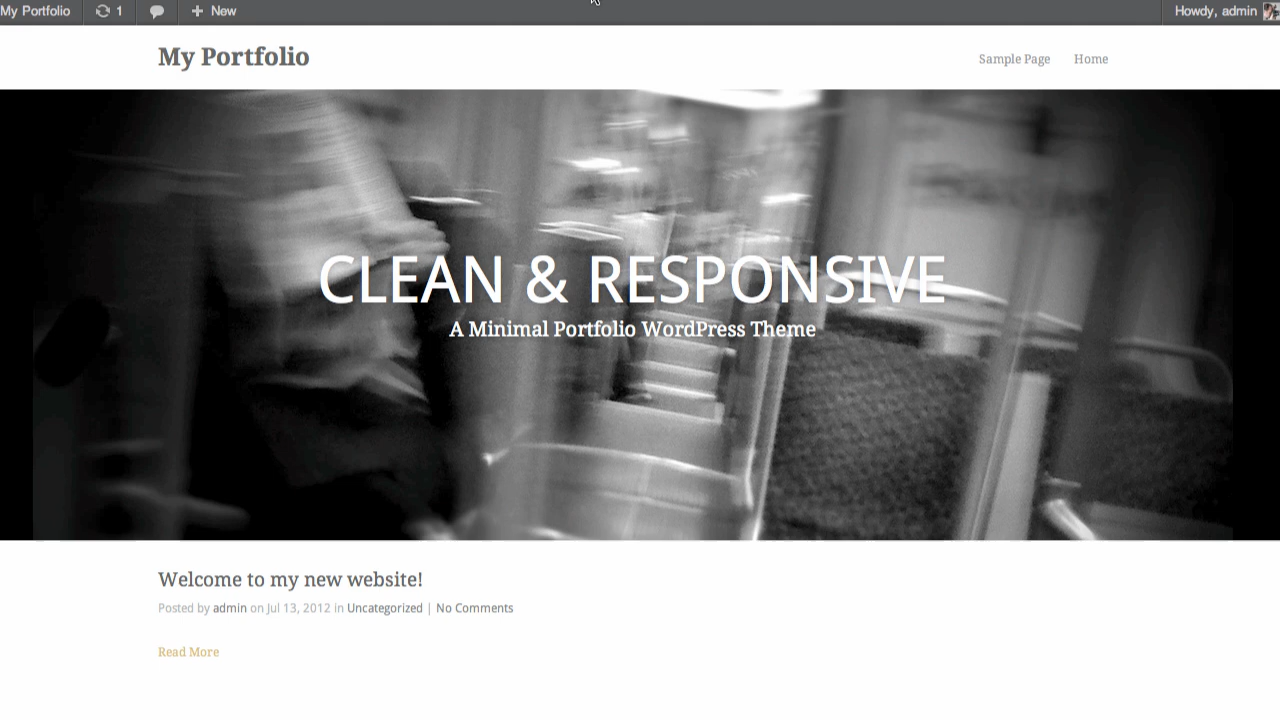 My Portfolio 1 New Howdy, admin
My Portfolio
Sample Page Home
CLEAN & RESPONSIVE
A Minimal Portfolio WordPress Theme
Welcome to my new website!
Posted by admin on Jul 13, 2012 in Uncategorized | No Comments
Read More